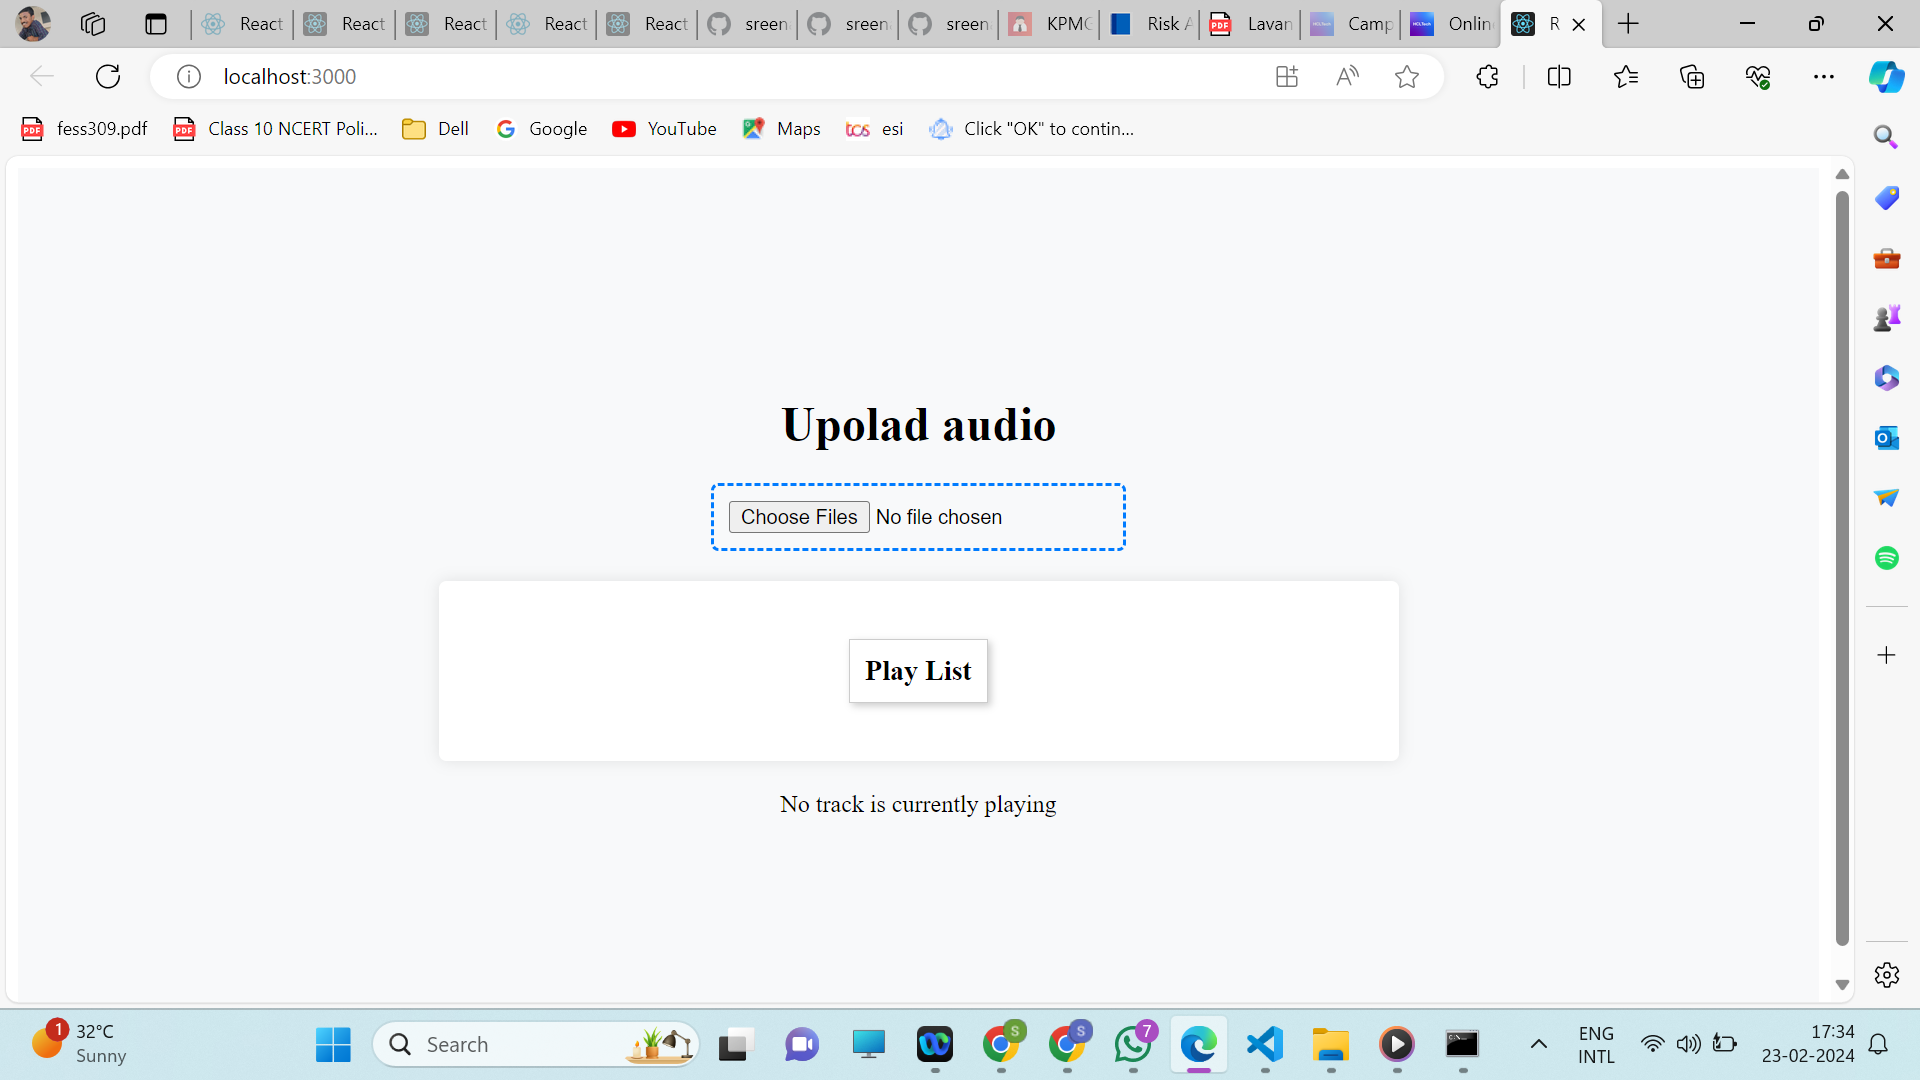 React
React
React
React
React
sreen
sreen
sreen
KPMG
Risk A
Lavan
Camp
Onlin
R
localhost:3000
fess309.pdf
Class 10 NCERT Poli...
Dell
Google
YouTube
Maps
tcs
esi
Click "OK" to contin...
Upolad audio
Choose Files No file chosen
Play List
No track is currently playing
1
32°C
Sunny
Search
S
S
7
ENG
INTL
17:34
23-02-2024